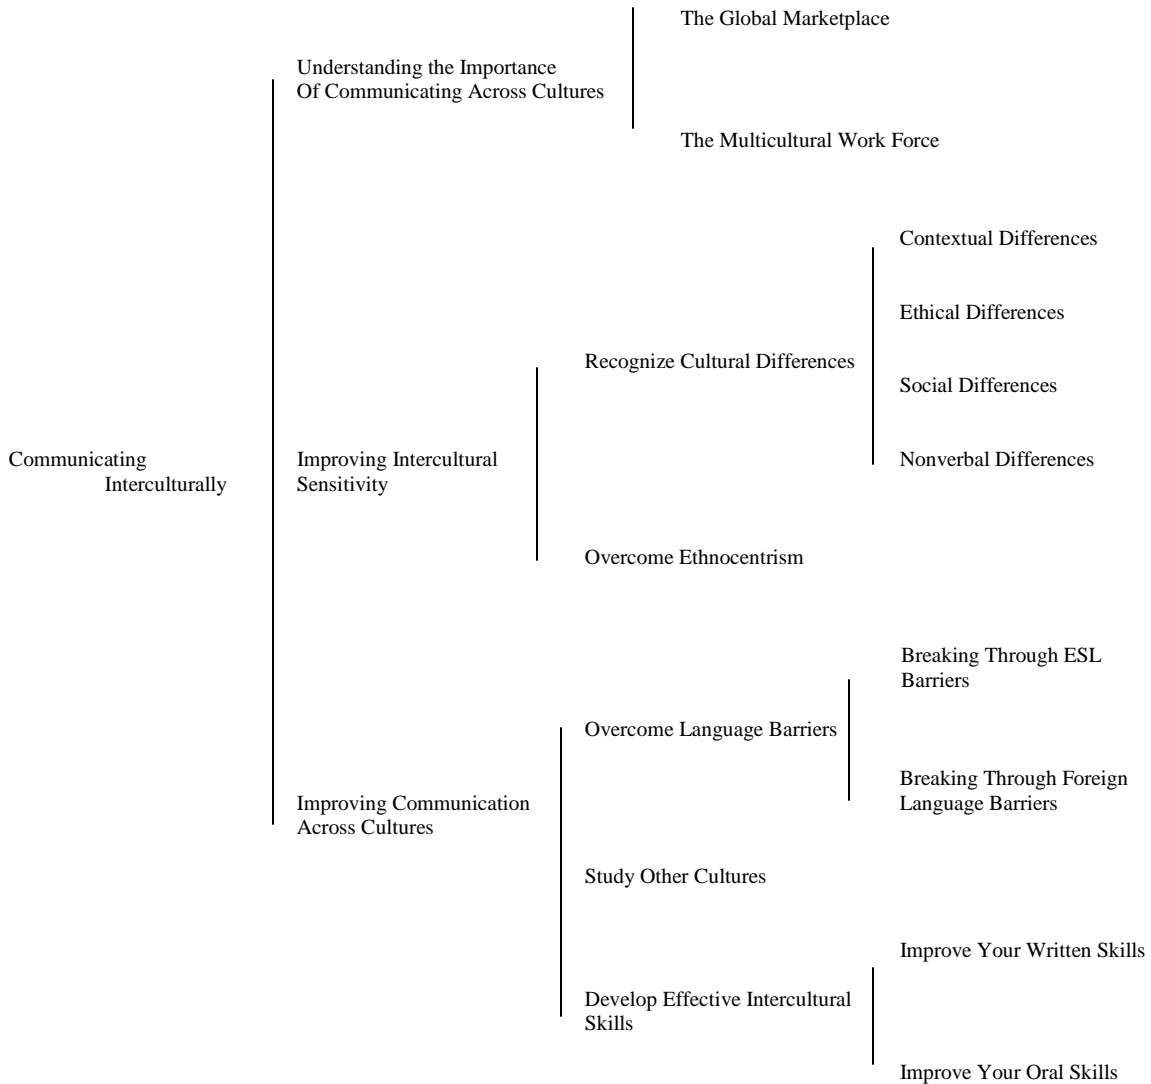 The Global Marketplace
Understanding the Importance
Of Communicating Across Cultures
The Multicultural Work Force
Contextual Differences
Ethical Differences
Recognize Cultural Differences
Social Differences
Communicating
Interculturally
Improving Intercultural
Sensitivity
Nonverbal Differences
Overcome Ethnocentrism
Breaking Through ESL
Barriers
Overcome Language Barriers
Breaking Through Foreign
Language Barriers
Improving Communication
Across Cultures
Study Other Cultures
Improve Your Written Skills
Develop Effective Intercultural
Skills
Improve Your Oral Skills